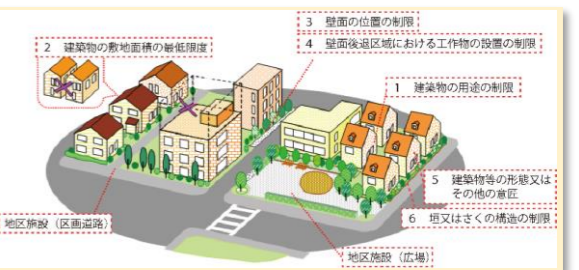 3 壁面の位置の制限
4 壁面後退区域における工作物の設置の制限
2 建築物の敷地面積の最低限度
1 建築物の用途の制限
5 建築物等の形態又は
その他の意匠
6 垣又はさくの構造の制限
地区施設（区画道路）
地区施設（広場）